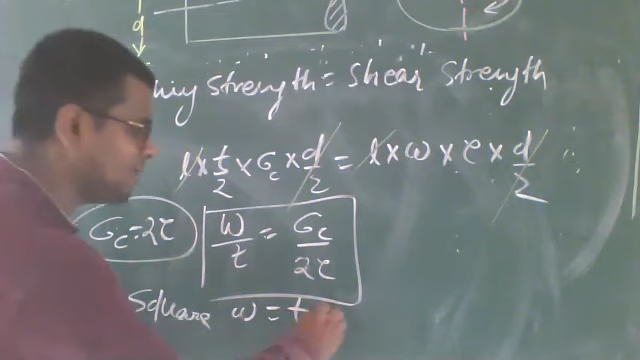 d
Strength = Shear Strength
l × t/2 × σc × d/2 = l × w × τ × d/2
σc = 2τ
w/t = σc/2τ
Square w = t